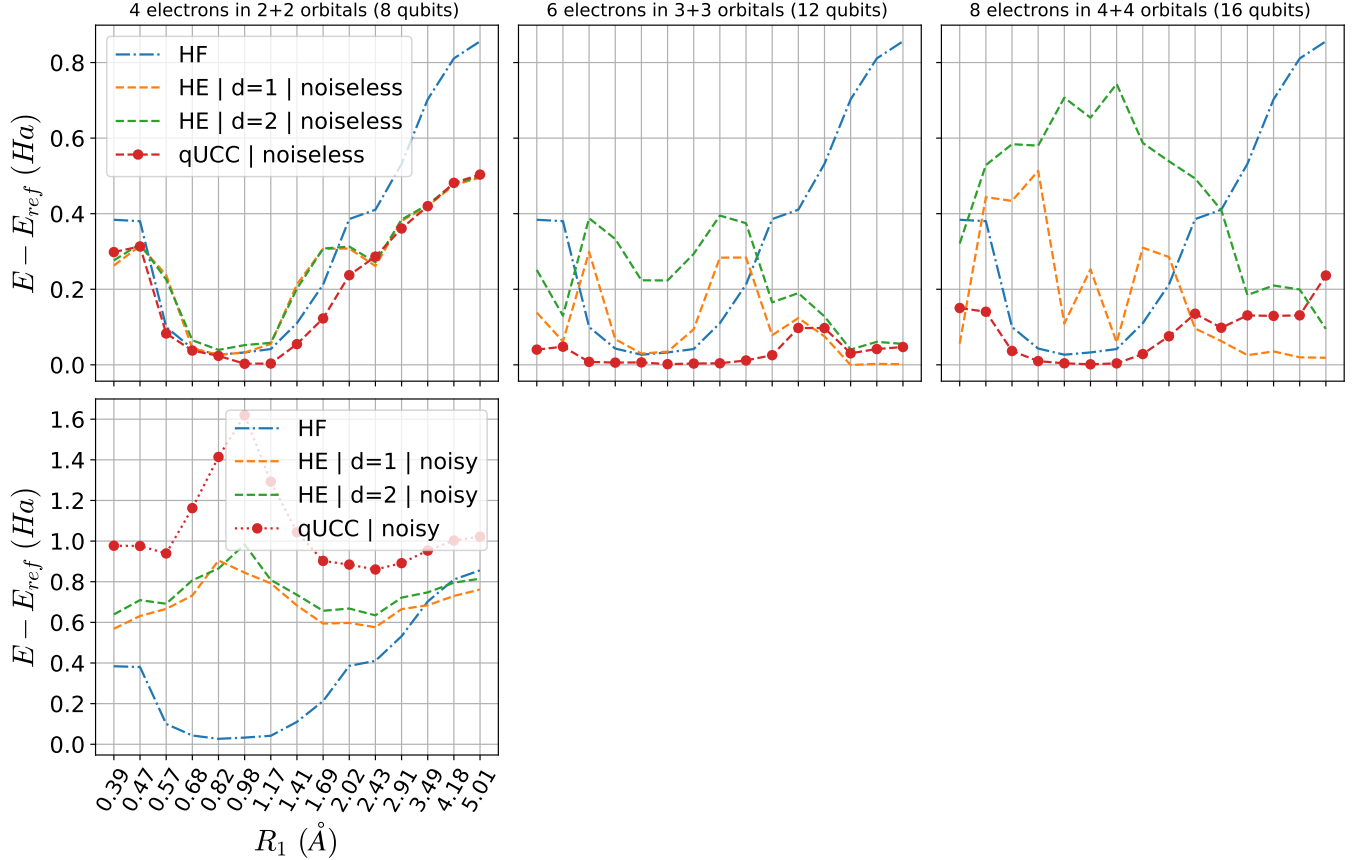 4 electrons in 2+2 orbitals (8 qubits)
6 electrons in 3+3 orbitals (12 qubits)
8 electrons in 4+4 orbitals (16 qubits)
E − E_ref (Ha)
0.8
0.6
0.4
0.2
0.0
HF
HE | d=1 | noiseless
HE | d=2 | noiseless
qUCC | noiseless
E − E_ref (Ha)
1.6
1.4
1.2
1.0
0.8
0.6
0.4
0.2
0.0
HF
HE | d=1 | noisy
HE | d=2 | noisy
qUCC | noisy
0.39
0.47
0.57
0.68
0.82
0.98
1.17
1.41
1.69
2.02
2.43
2.91
3.49
4.18
5.01
R₁ (Å)